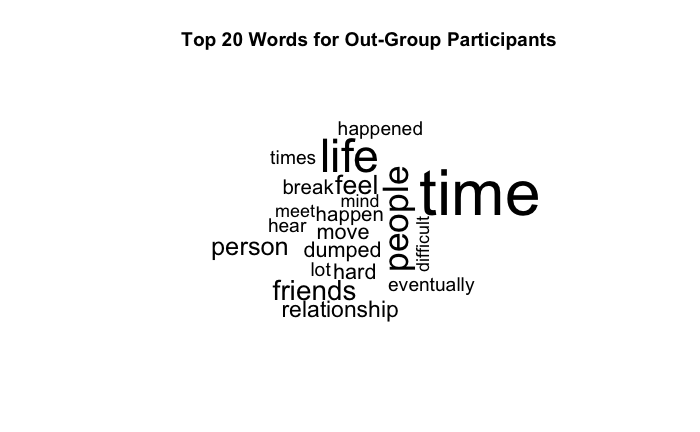 Top 20 Words for Out-Group Participants
happened
times
life
people
time
break
feel
mind
meet
happen
hear
move
difficult
person
dumped
lot
hard
friends
eventually
relationship